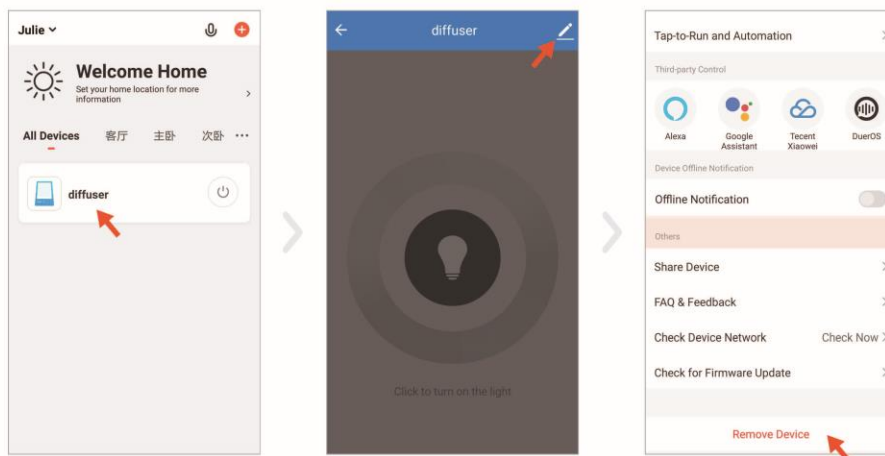 Julie
Welcome Home
Set your home location for more
information
All Devices 客厅 主卧 次卧 ...
diffuser
diffuser
Click to turn on the light
Tap-to-Run and Automation
Third-party Control
Alexa
Google
Assistant
Tecent
Xiaowei
DuerOS
Device Offline Notification
Offline Notification
Others
Share Device
FAQ & Feedback
Check Device Network Check Now
Check for Firmware Update
Remove Device